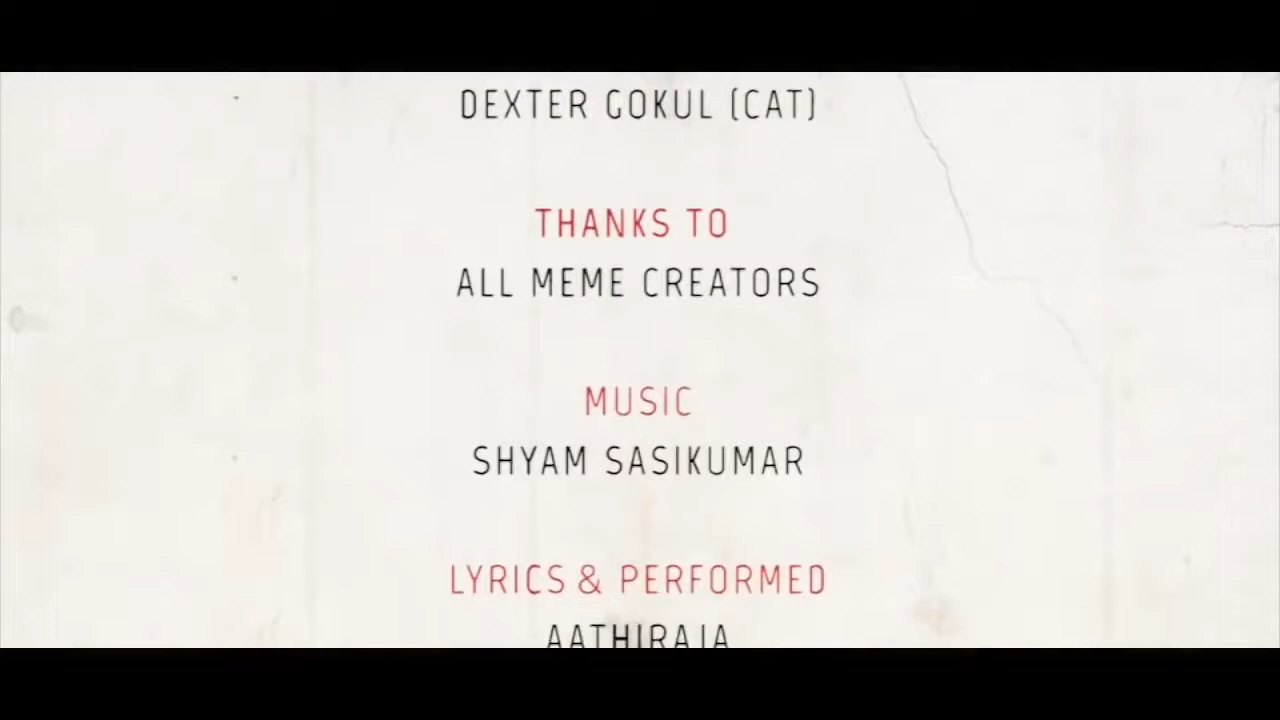 DEXTER GOKUL (CAT)
THANKS TO
ALL MEME CREATORS
MUSIC
SHYAM SASIKUMAR
LYRICS & PERFORMED
AATHIRAJA